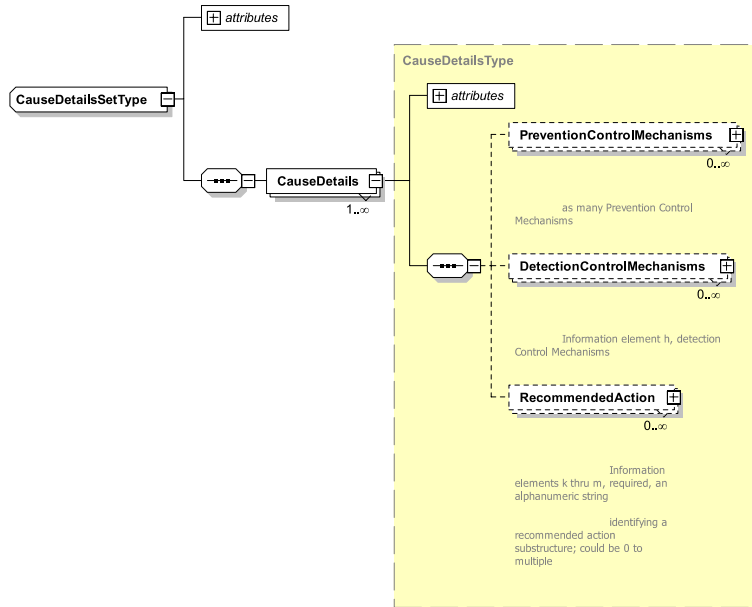 attributes
CauseDetailsType
CauseDetailsSetType
attributes
PreventionControlMechanisms
0..∞
CauseDetails
1..∞
as many Prevention Control
Mechanisms
DetectionControlMechanisms
0..∞
Information element h, detection
Control Mechanisms
RecommendedAction
0..∞
Information
elements k thru m, required, an
alphanumeric string
identifying a
recommended action
substructure; could be 0 to
multiple